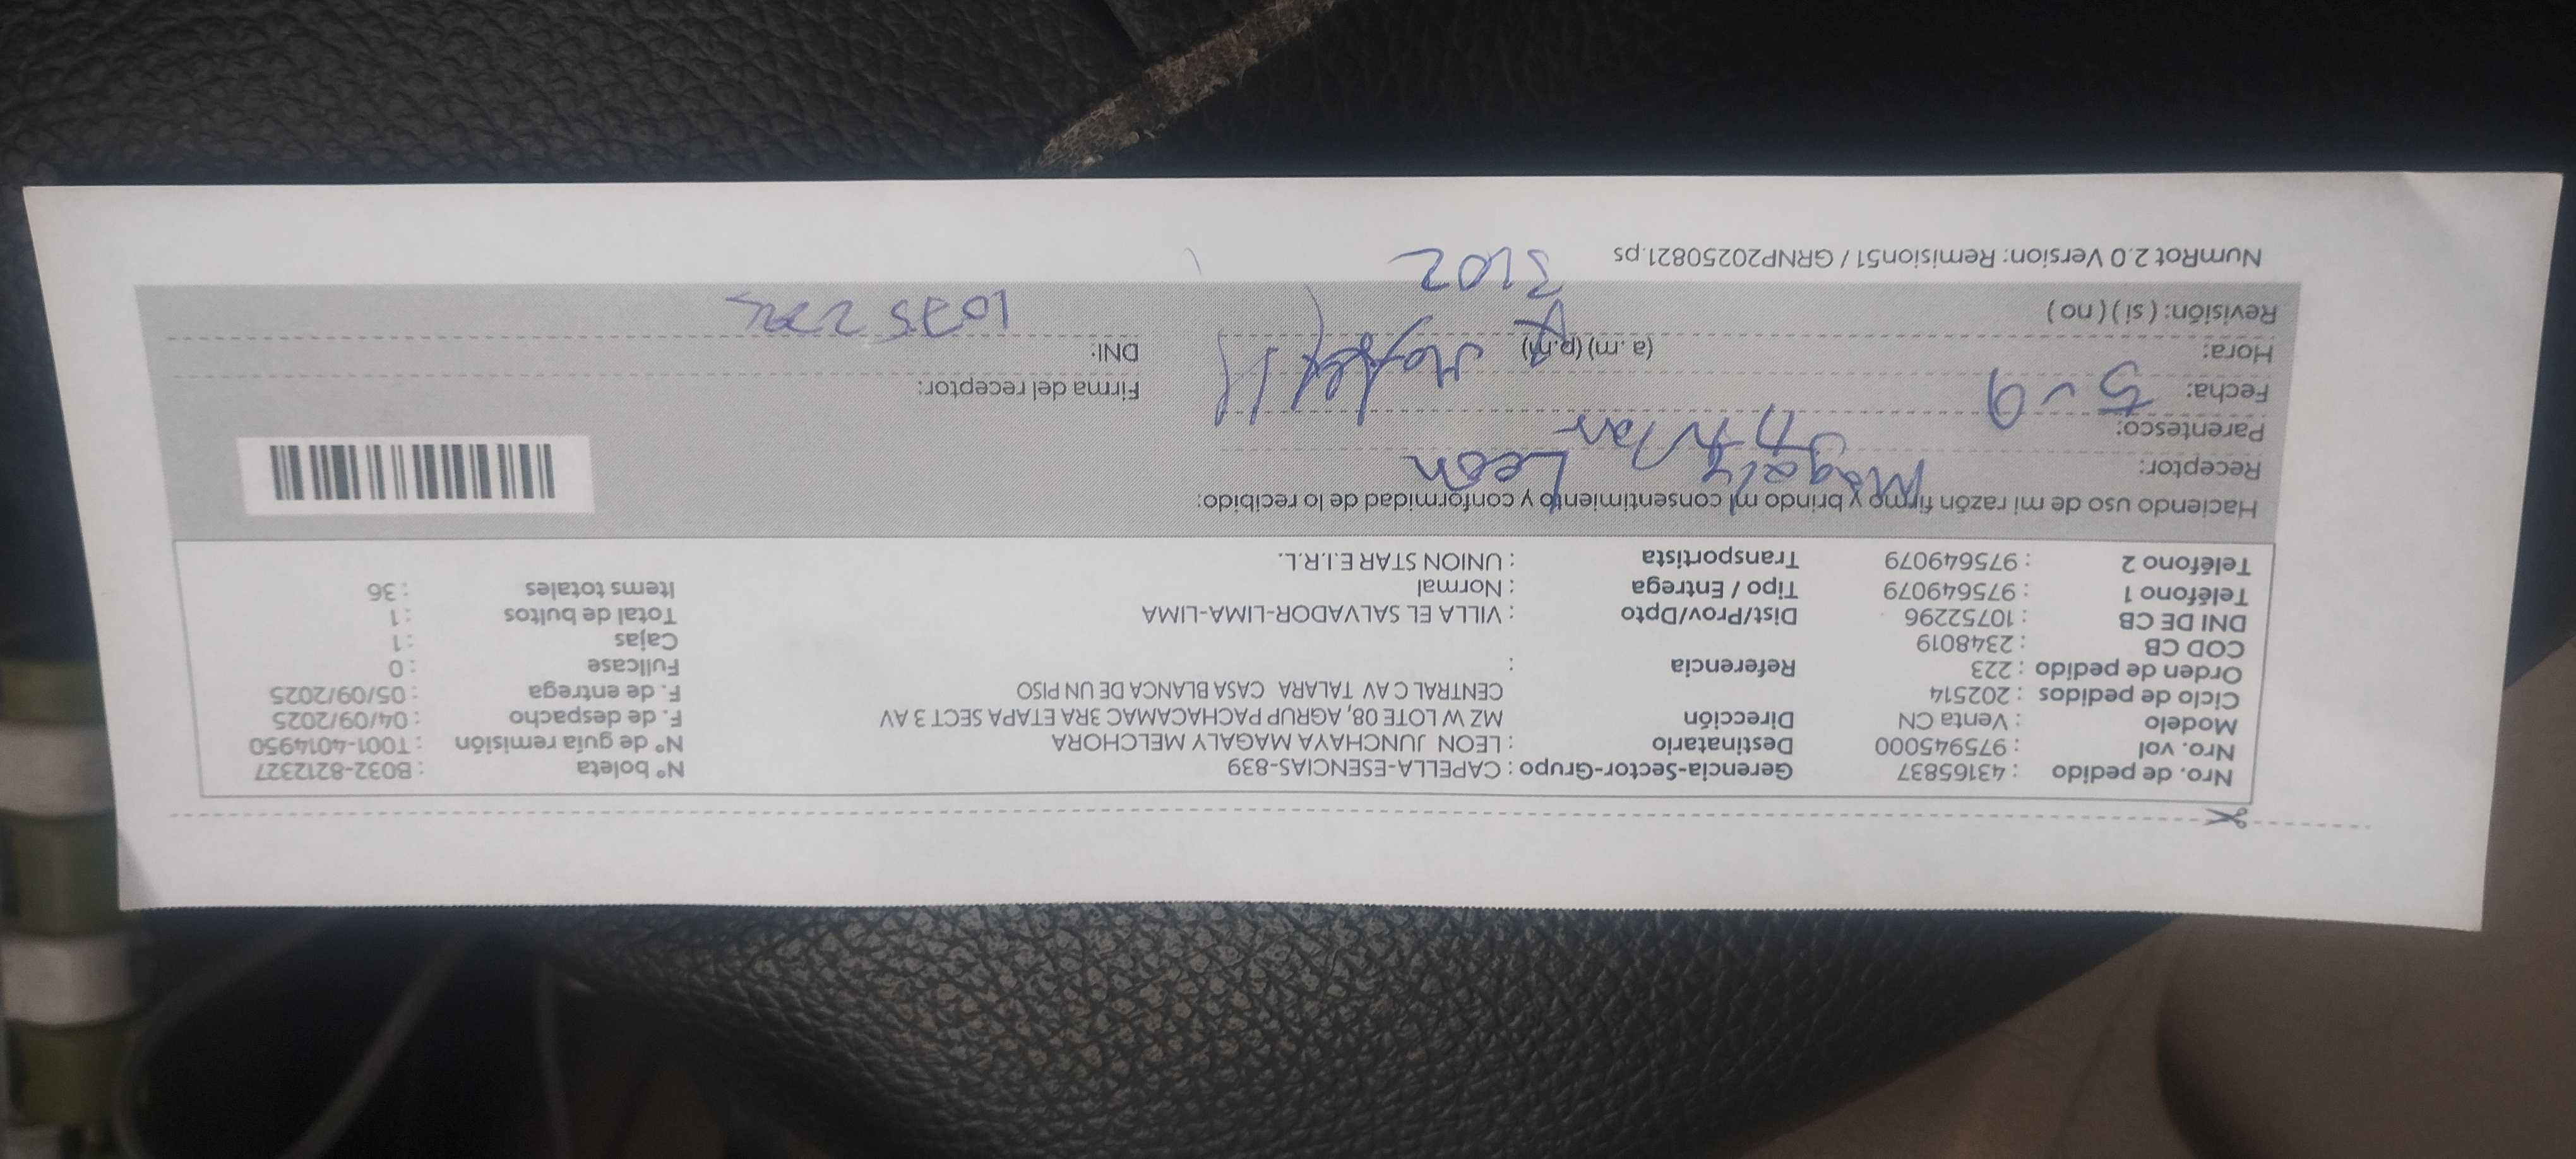 Nro. de pedido : 43165837 Gerencia-Sector-Grupo : CAPELLA-ESENCIAS-839 N° boleta : B032-8212327
Nro. vol : 975945000 Destinatario : LEON JUNCHAYA MAGALY MELCHORA N° de guía remisión : T001-4014950
Modelo : Venta CN Dirección MZ W LOTE 08, AGRUP PACHACAMAC 3RA ETAPA SECT 3 AV F. de despacho : 04/09/2025
Ciclo de pedidos : 202514 CENTRAL C AV TALARA CASA BLANCA DE UN PISO F. de entrega : 05/09/2025
Orden de pedido : 223 Referencia : Fullcase : 0
COD CB : 2348019 Cajas : 1
DNI DE CB : 10752296 Dist/Prov/Dpto : VILLA EL SALVADOR-LIMA-LIMA Total de bultos : 1
Teléfono 1 : 975649079 Tipo / Entrega : Normal Items totales : 36
Teléfono 2 : 975649079 Transportista : UNION STAR E.I.R.L.
Haciendo uso de mi razón firmo y brindo mi consentimiento y conformidad de lo recibido:
Receptor: Magaly León
Parentesco: Titular
Fecha: 5-9 Firma del receptor:
Hora: (a.m) (p.m) DNI:
Revisión: ( si ) ( no )
NumRot 2.0 Version: Remision51 / GRNP20250821.ps